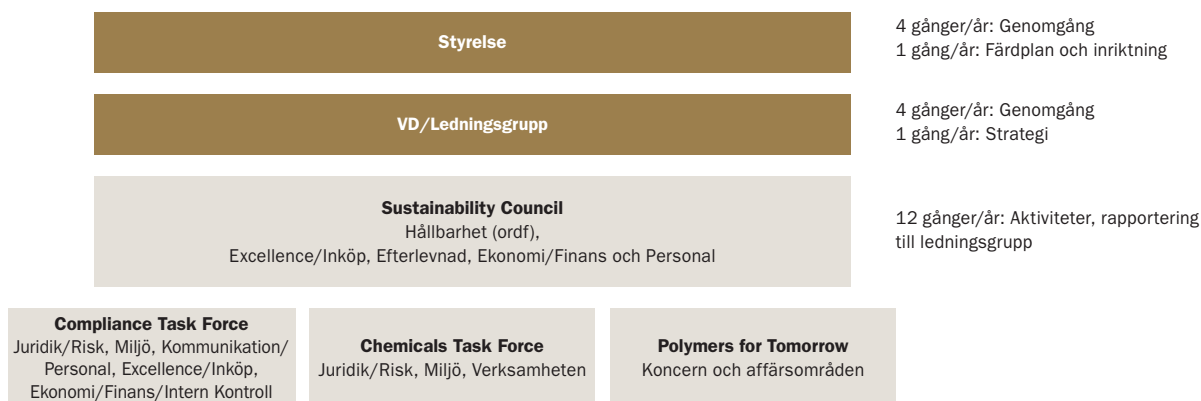 Styrelse
4 gånger/år: Genomgång
1 gång/år: Färdplan och inriktning
VD/Ledningsgrupp
4 gånger/år: Genomgång
1 gång/år: Strategi
Sustainability Council
Hållbarhet (ordf),
Excellence/Inköp, Efterlevnad, Ekonomi/Finans och Personal
12 gånger/år: Aktiviteter, rapportering
till ledningsgrupp
Compliance Task Force
Juridik/Risk, Miljö, Kommunikation/
Personal, Excellence/Inköp,
Ekonomi/Finans/Intern Kontroll
Chemicals Task Force
Juridik/Risk, Miljö, Verksamheten
Polymers for Tomorrow
Koncern och affärsområden